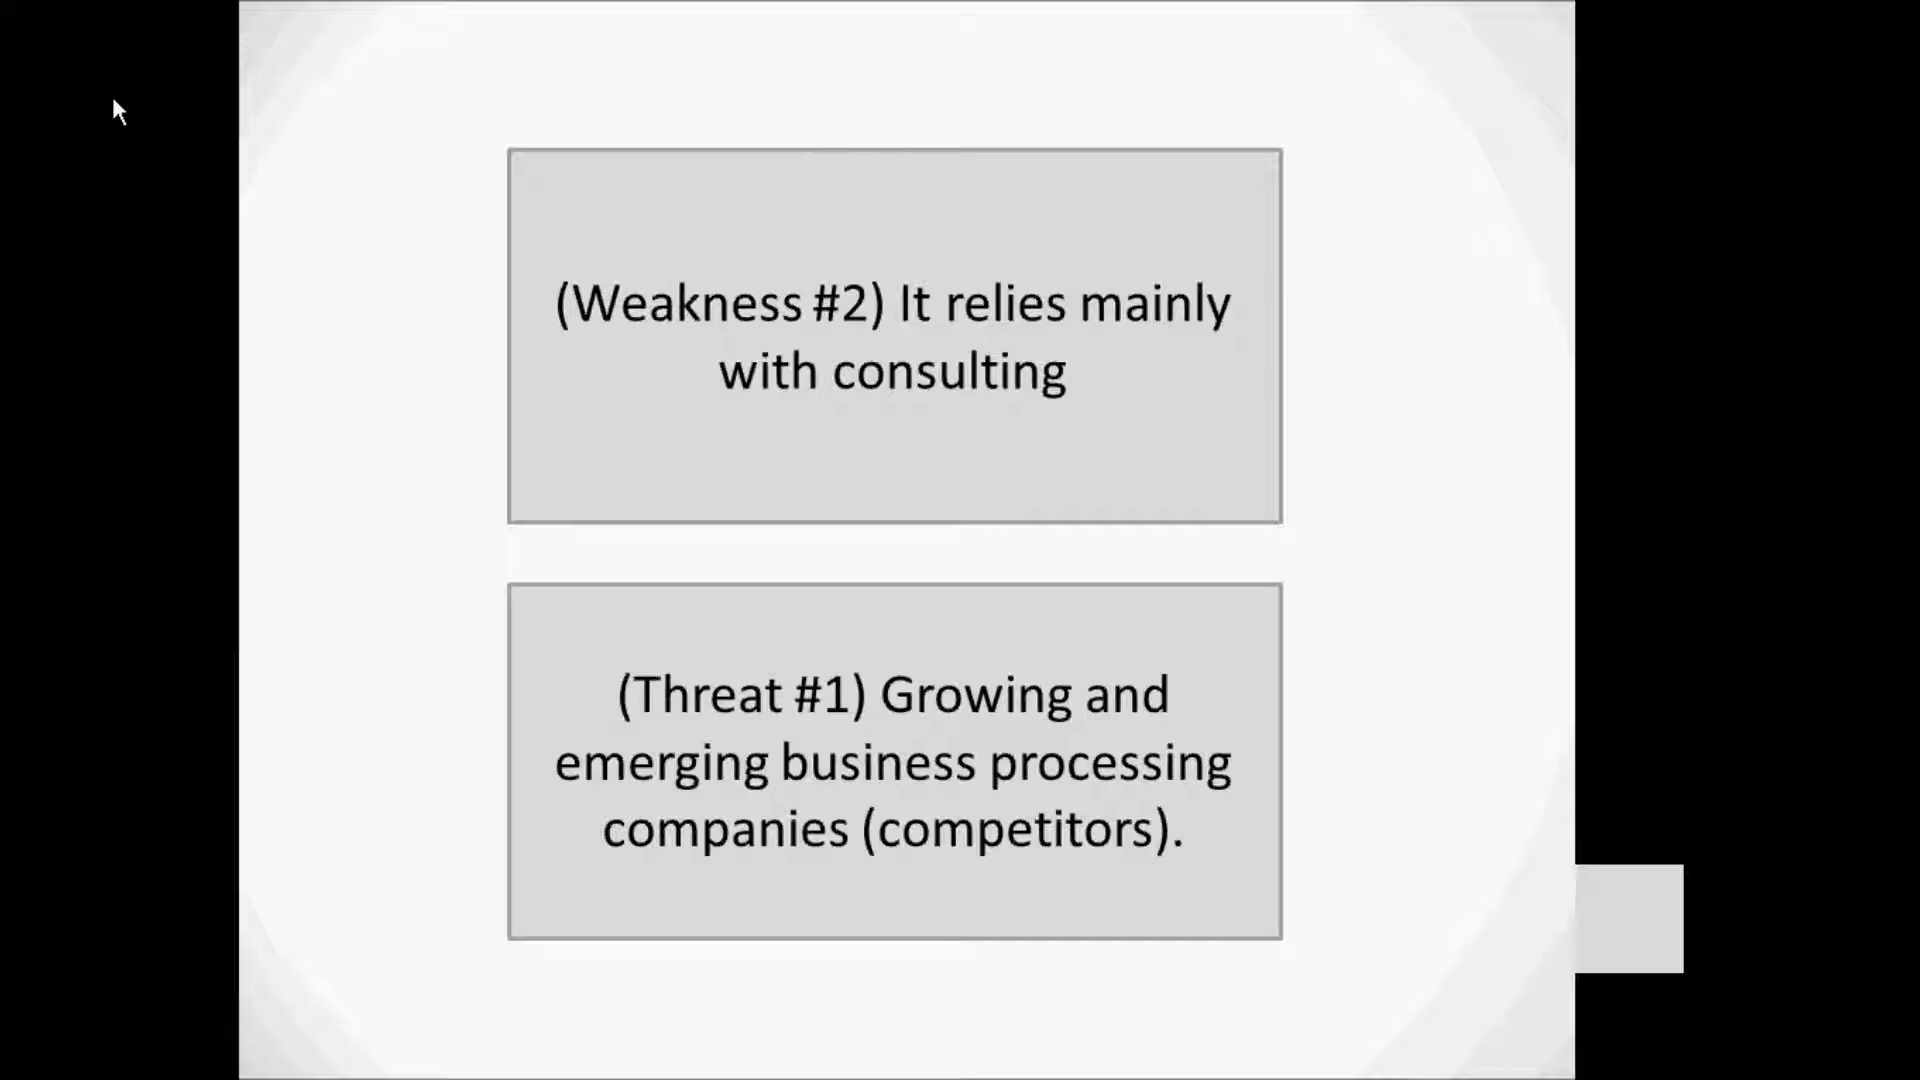 (Weakness #2) It relies mainly
with consulting
(Threat #1) Growing and
emerging business processing
companies (competitors).